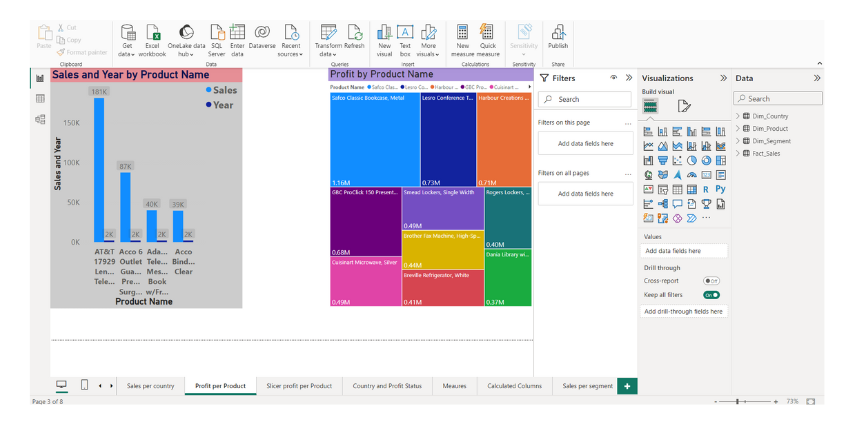 Cut
Copy
Format painter
Paste
Get data
Excel workbook
OneLake data hub
SQL Server
Enter data
Dataverse
Recent sources
Transform data
Refresh
New visual
Text box
More visuals
New measure
Quick measure
Sensitivity
Publish
Clipboard
Data
Queries
Insert
Calculations
Sensitivity
Share
Sales and Year by Product Name
Sales
Year
181K
150K
100K
50K
0K
87K
40K
39K
2K
2K
2K
2K
Sales and Year
AT&T 17929 Len... Tele...
Acco 6 Outlet Gua... Pre... Surg...
Ada... Tele... Mes... Book w/Fr...
Acco Bind... Clear
Product Name
Profit by Product Name
Product Name Safco Clas... Lesro Co... Harbour ... GBC Pro... Cuisinart ...
Safco Classic Bookcase, Metal
1.16M
Lesro Conference T...
0.73M
Harbour Creations ...
0.71M
GBC ProClick 150 Present...
0.68M
Smead Lockers, Single Width
0.49M
Rogers Lockers, ...
0.40M
Brother Fax Machine, High-Sp...
0.44M
Cuisinart Microwave, Silver
0.49M
Breville Refrigerator, White
0.41M
Dania Library wi...
0.37M
Filters
Search
Filters on this page
...
Add data fields here
Filters on all pages
...
Add data fields here
Visualizations
Build visual
R
Py
...
Values
Add data fields here
Drill through
Cross-report
Off
Keep all filters
On
Add drill-through fields here
Data
Search
Dim_Country
Dim_Product
Dim_Segment
Fact_Sales
Sales per country
Profit per Product
Slicer profit per Product
Country and Profit Status
Meaures
Calculated Columns
Sales per segment
+
Page 3 of 8
- + 73%